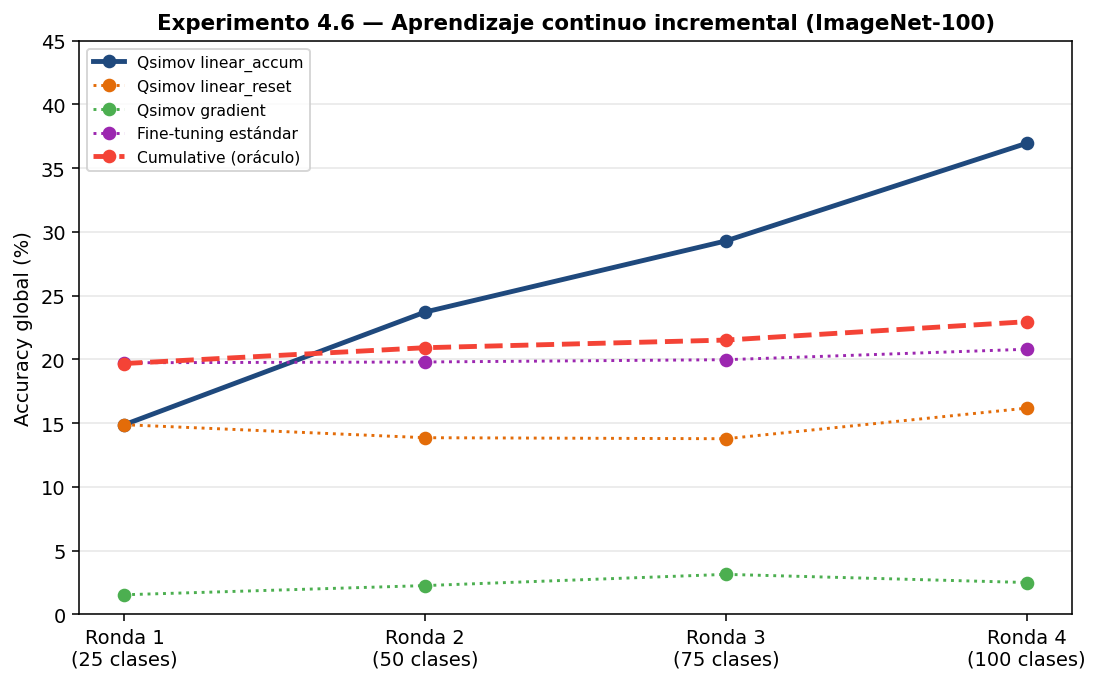 Experimento 4.6 — Aprendizaje continuo incremental (ImageNet-100)
Accuracy global (%)
45
40
35
30
25
20
15
10
5
0
Qsimov linear_accum
Qsimov linear_reset
Qsimov gradient
Fine-tuning estándar
Cumulative (oráculo)
Ronda 1
(25 clases)
Ronda 2
(50 clases)
Ronda 3
(75 clases)
Ronda 4
(100 clases)